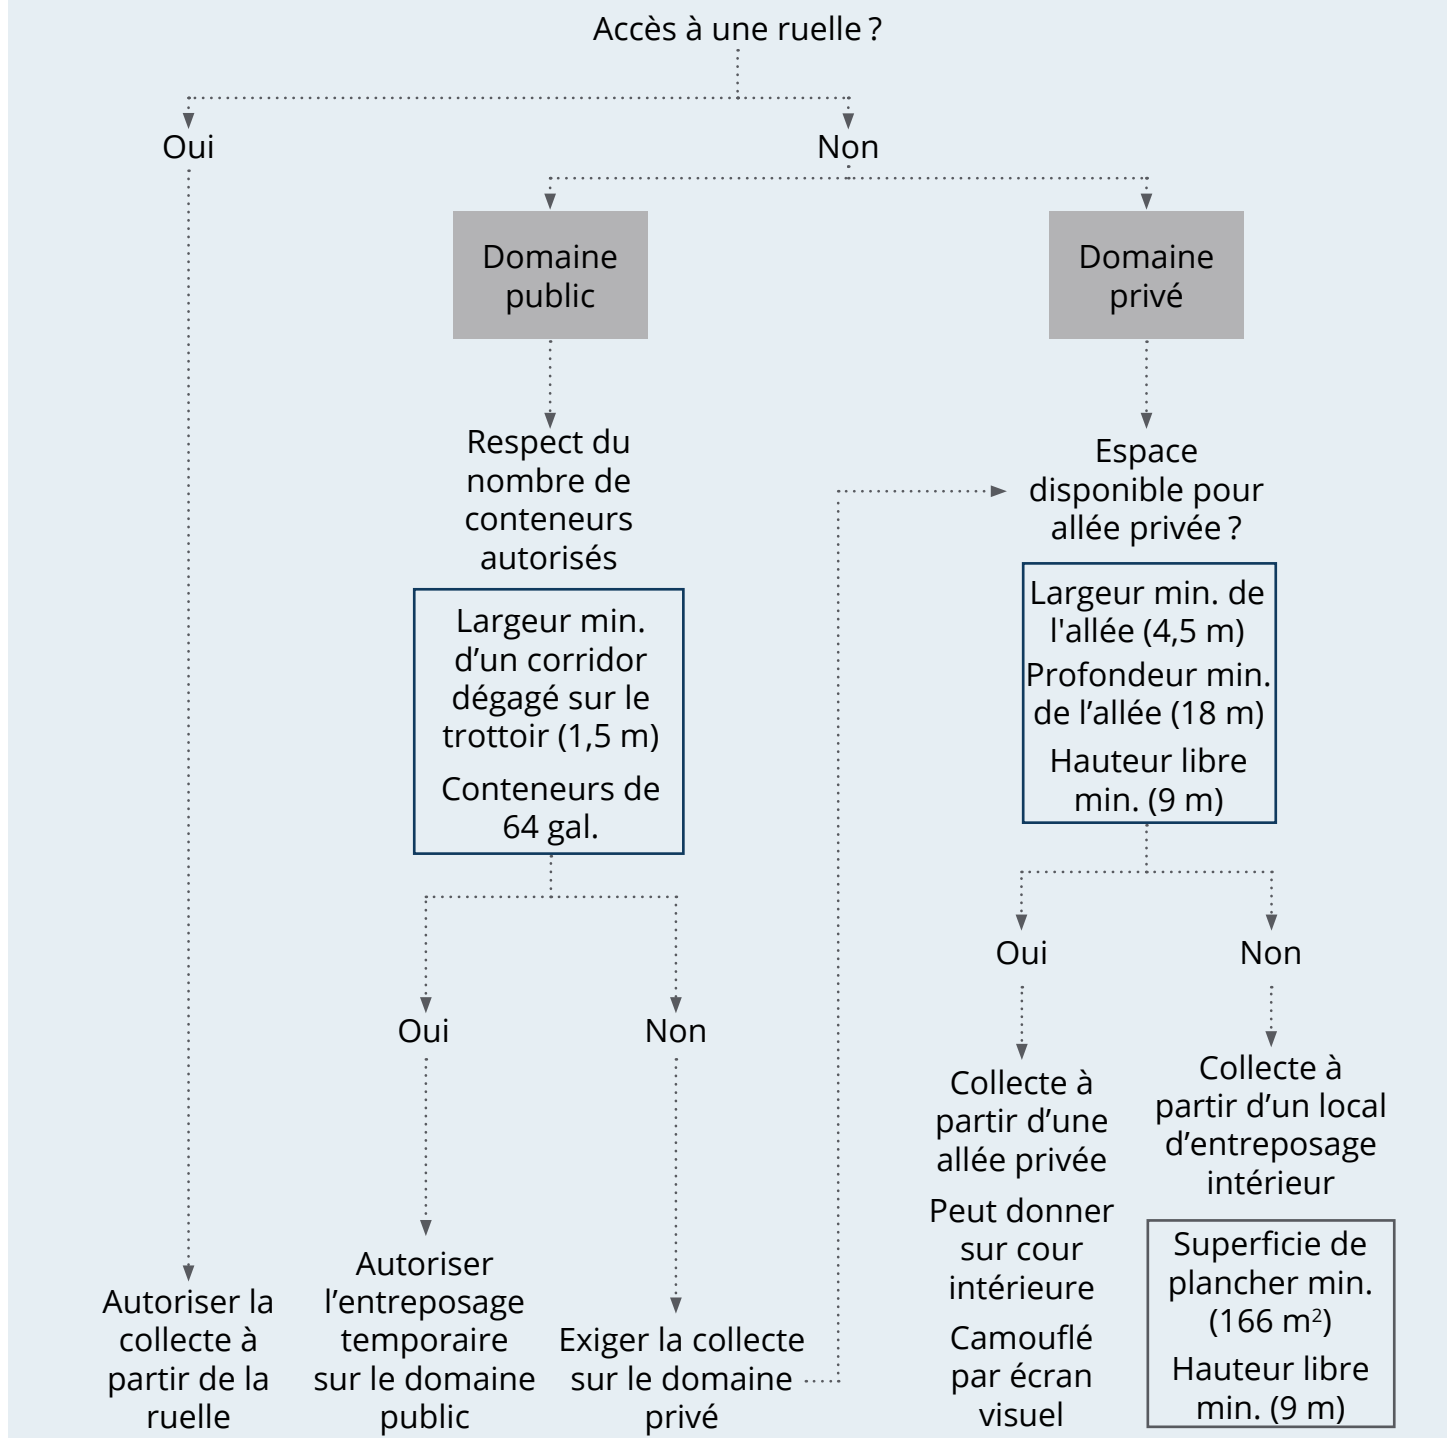 Accès à une ruelle ?
Oui
Non
Domaine
public
Domaine
privé
Respect du
nombre de
conteneurs
autorisés
Largeur min.
d’un corridor
dégagé sur le
trottoir (1,5 m)
Conteneurs de
64 gal.
Espace
disponible pour
allée privée ?
Largeur min. de
l'allée (4,5 m)
Profondeur min.
de l’allée (18 m)
Hauteur libre
min. (9 m)
Oui
Non
Oui
Non
Autoriser la
collecte à
partir de la
ruelle
Autoriser
l’entreposage
temporaire
sur le domaine
public
Exiger la collecte
sur le domaine
privé
Collecte à
partir d’une
allée privée
Peut donner
sur cour
intérieure
Camouflé
par écran
visuel
Collecte à
partir d’un local
d’entreposage
intérieur
Superficie de
plancher min.
(166 m²)
Hauteur libre
min. (9 m)